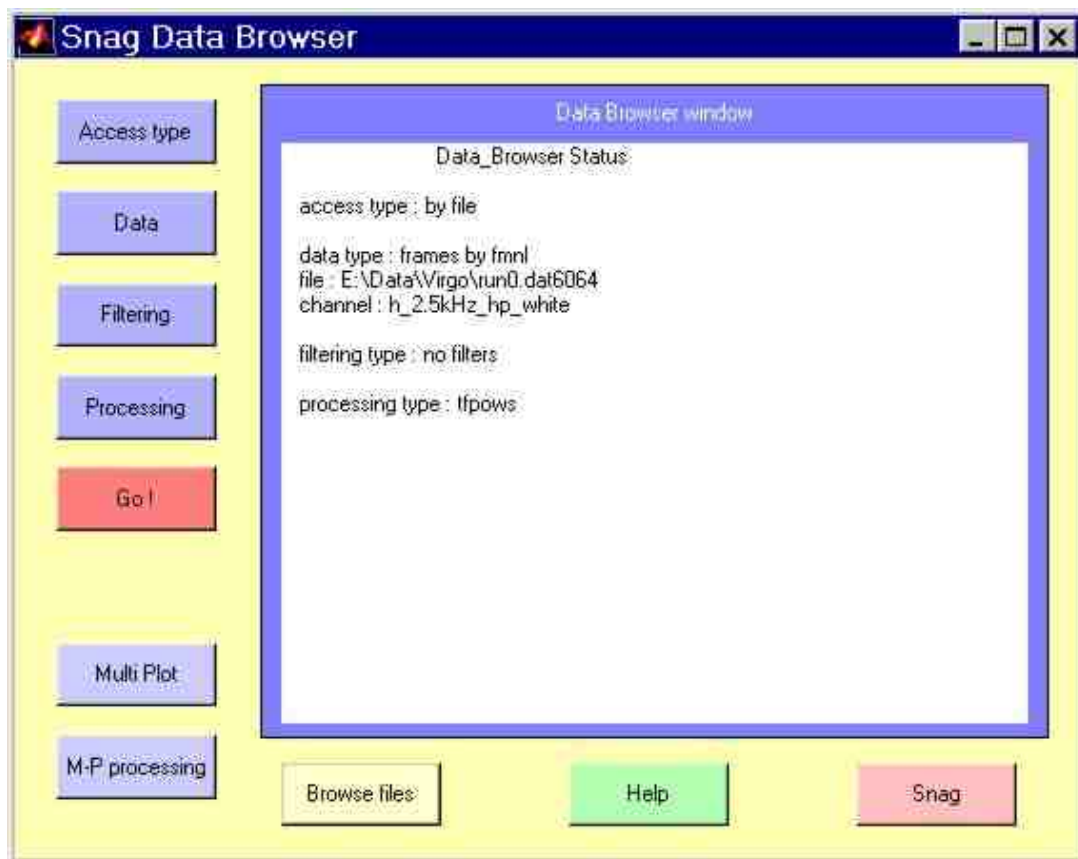 Snag Data Browser
Access type
Data
Filtering
Processing
Go !
Multi Plot
M-P processing
Data Browser window
Data_Browser Status
access type : by file
data type : frames by fmnl
file : E:\Data\Virgo\run0.dat6064
channel : h_2.5kHz_hp_white
filtering type : no filters
processing type : tfpows
Browse files
Help
Snag